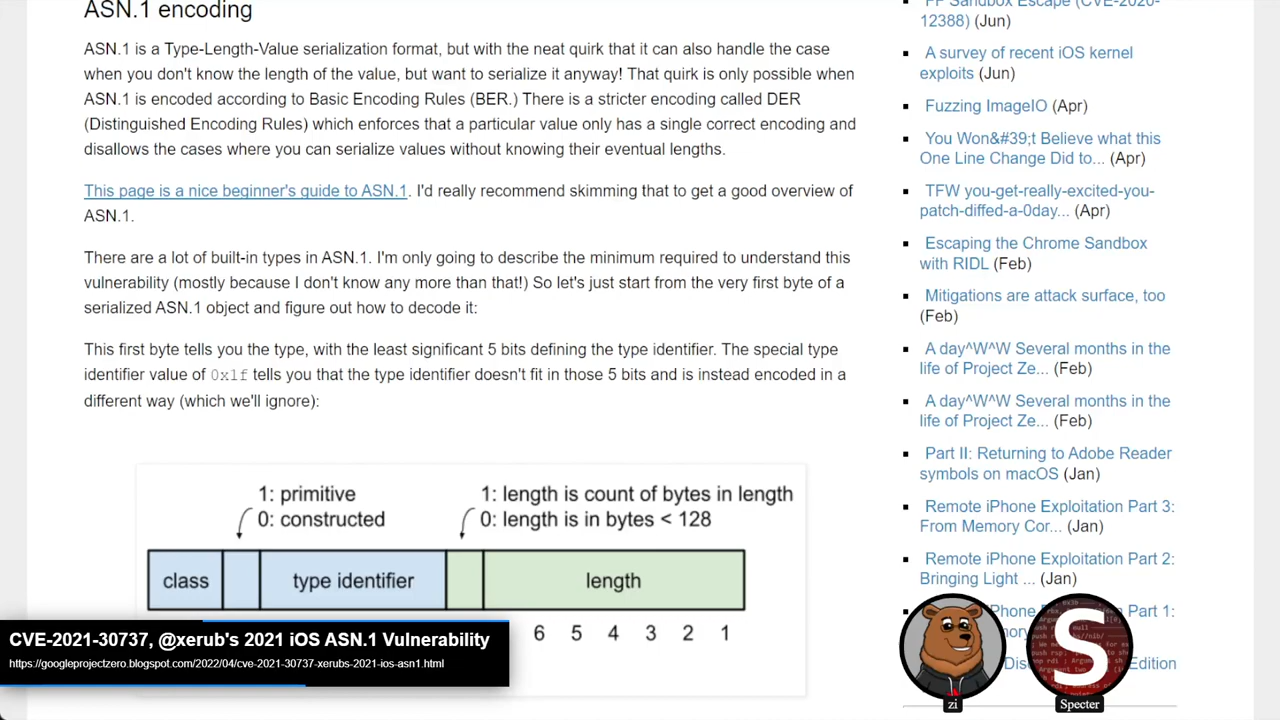 ASN.1 encoding
ASN.1 is a Type-Length-Value serialization format, but with the neat quirk that it can also handle the case
when you don't know the length of the value, but want to serialize it anyway! That quirk is only possible when
ASN.1 is encoded according to Basic Encoding Rules (BER.) There is a stricter encoding called DER
(Distinguished Encoding Rules) which enforces that a particular value only has a single correct encoding and
disallows the cases where you can serialize values without knowing their eventual lengths.
This page is a nice beginner's guide to ASN.1. I'd really recommend skimming that to get a good overview of
ASN.1.
There are a lot of built-in types in ASN.1. I'm only going to describe the minimum required to understand this
vulnerability (mostly because I don't know any more than that!) So let's just start from the very first byte of a
serialized ASN.1 object and figure out how to decode it:
This first byte tells you the type, with the least significant 5 bits defining the type identifier. The special type
identifier value of 0x1f tells you that the type identifier doesn't fit in those 5 bits and is instead encoded in a
different way (which we'll ignore):
1: primitive
0: constructed
1: length is count of bytes in length
0: length is in bytes < 128
class
type identifier
length
6 5 4 3 2 1
CVE-2021-30737, @xerub's 2021 iOS ASN.1 Vulnerability
https://googleprojectzero.blogspot.com/2022/04/cve-2021-30737-xerubs-2021-ios-asn1.html
FF Sandbox Escape (CVE-2020-
12388) (Jun)
A survey of recent iOS kernel
exploits (Jun)
Fuzzing ImageIO (Apr)
You Won&#39;t Believe what this
One Line Change Did to... (Apr)
TFW you-get-really-excited-you-
patch-diffed-a-0day... (Apr)
Escaping the Chrome Sandbox
with RIDL (Feb)
Mitigations are attack surface, too
(Feb)
A day^W^W Several months in the
life of Project Ze... (Feb)
A day^W^W Several months in the
life of Project Ze... (Feb)
Part II: Returning to Adobe Reader
symbols on macOS (Jan)
Remote iPhone Exploitation Part 3:
From Memory Cor... (Jan)
Remote iPhone Exploitation Part 2:
Bringing Light ... (Jan)
Phone Part 1:
Edition
S
zi
Specter